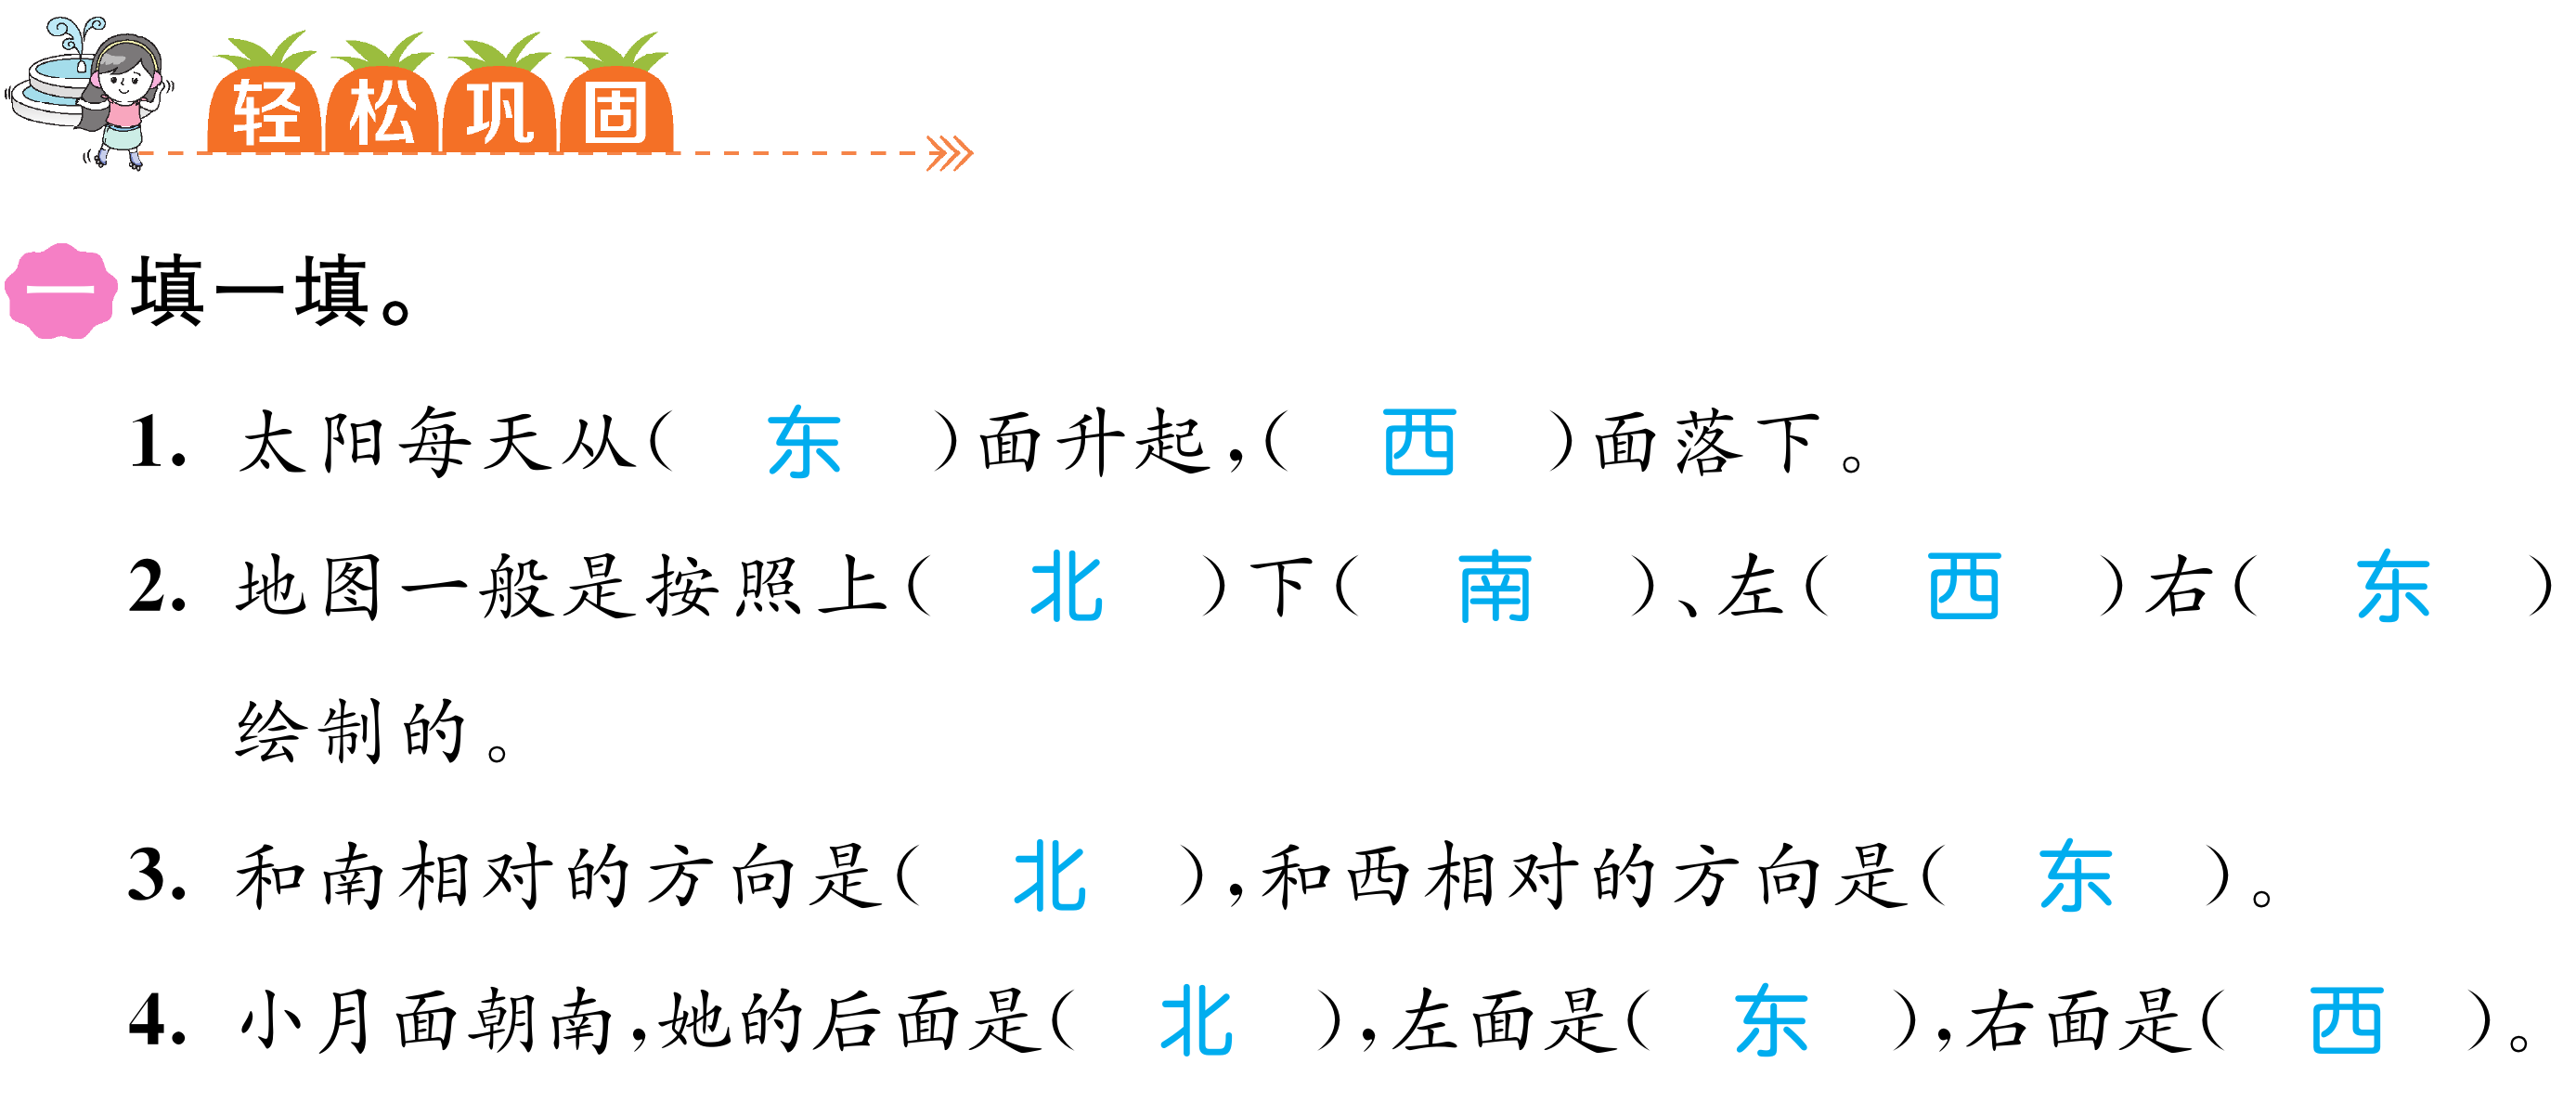 轻松巩固
一 填一填。
1. 太阳每天从( 东 )面升起,( 西 )面落下。
2. 地图一般是按照上( 北 )下( 南 )、左( 西 )右( 东 )
绘制的。
3. 和南相对的方向是( 北 ),和西相对的方向是( 东 )。
4. 小月面朝南,她的后面是( 北 ),左面是( 东 ),右面是( 西 )。